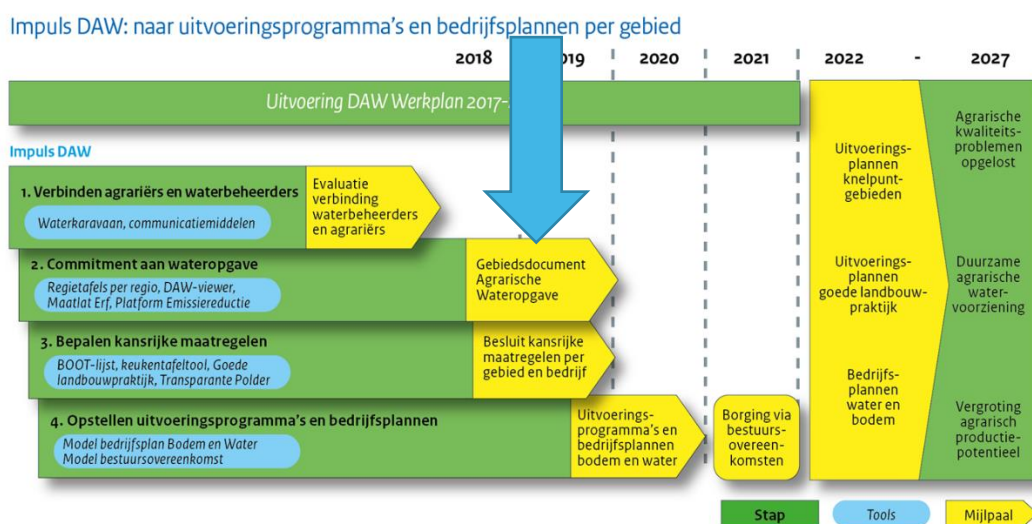 Impuls DAW: naar uitvoeringsprogramma's en bedrijfsplannen per gebied
2018 2019 2020 2021 2022 - 2027
Uitvoering DAW Werkplan 2017-
Impuls DAW
1. Verbinden agrariërs en waterbeheerders
Waterkaravaan, communicatiemiddelen
Evaluatie
verbinding
waterbeheerders
en agrariërs
2. Commitment aan wateropgave
Regietafels per regio, DAW-viewer,
Maatlat Erf, Platform Emissiereductie
Gebiedsdocument
Agrarische
Wateropgave
3. Bepalen kansrijke maatregelen
BOOT-lijst, keukentafeltool, Goede
landbouwpraktijk, Transparante Polder
Besluit kansrijke
maatregelen per
gebied en bedrijf
4. Opstellen uitvoeringsprogramma's en bedrijfsplannen
Model bedrijfsplan Bodem en Water
Model bestuursovereenkomst
Uitvoerings-
programma's en
bedrijfsplannen
bodem en water
Borging via
bestuurs-
overeen-
komsten
Uitvoerings-
plannen
knelpunt-
gebieden
Uitvoerings-
plannen
goede landbouw-
praktijk
Bedrijfs-
plannen
water en
bodem
Agrarische
kwaliteits-
problemen
opgelost
Duurzame
agrarische
water-
voorziening
Vergroting
agrarisch
productie-
potentieel
Stap Tools Mijlpaal